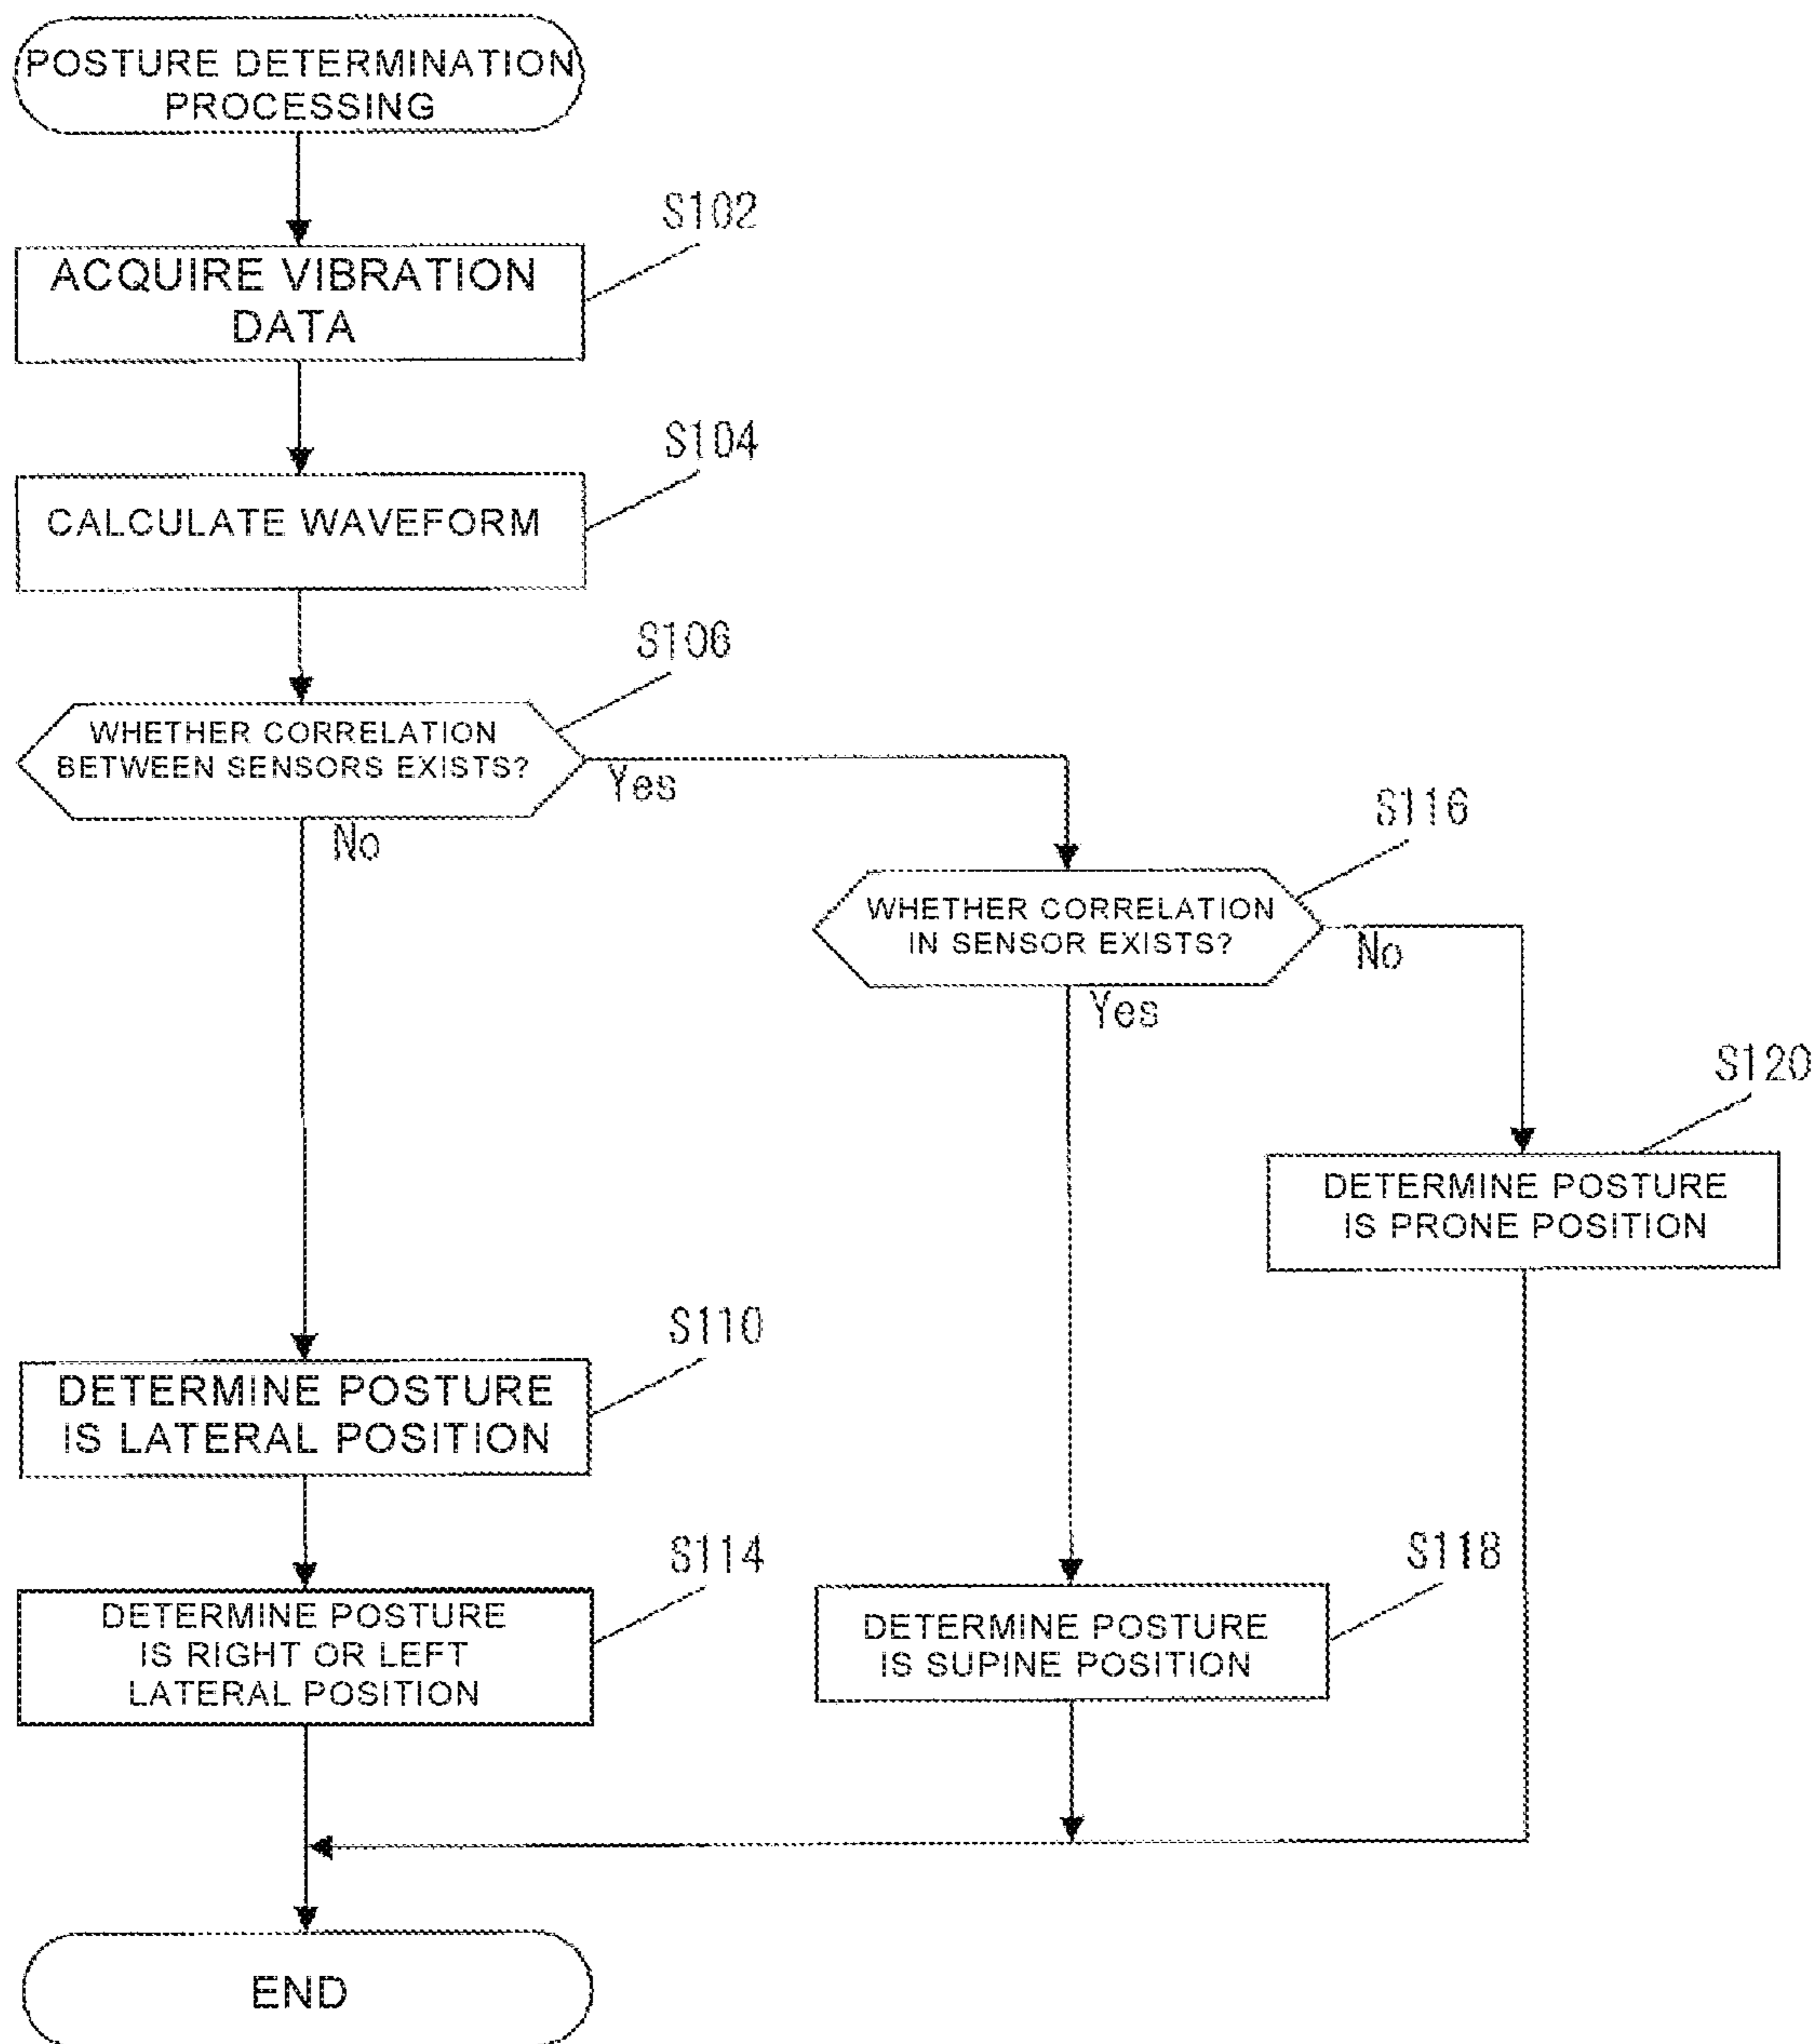 POSTURE DETERMINATION
PROCESSING
S102
ACQUIRE VIBRATION
DATA
S104
CALCULATE WAVEFORM
S106
WHETHER CORRELATION
BETWEEN SENSORS EXISTS?
Yes
No
S116
WHETHER CORRELATION
IN SENSOR EXISTS?
No
Yes
S120
DETERMINE POSTURE
IS PRONE POSITION
S110
DETERMINE POSTURE
IS LATERAL POSITION
S114
DETERMINE POSTURE
IS RIGHT OR LEFT
LATERAL POSITION
S118
DETERMINE POSTURE
IS SUPINE POSITION
END